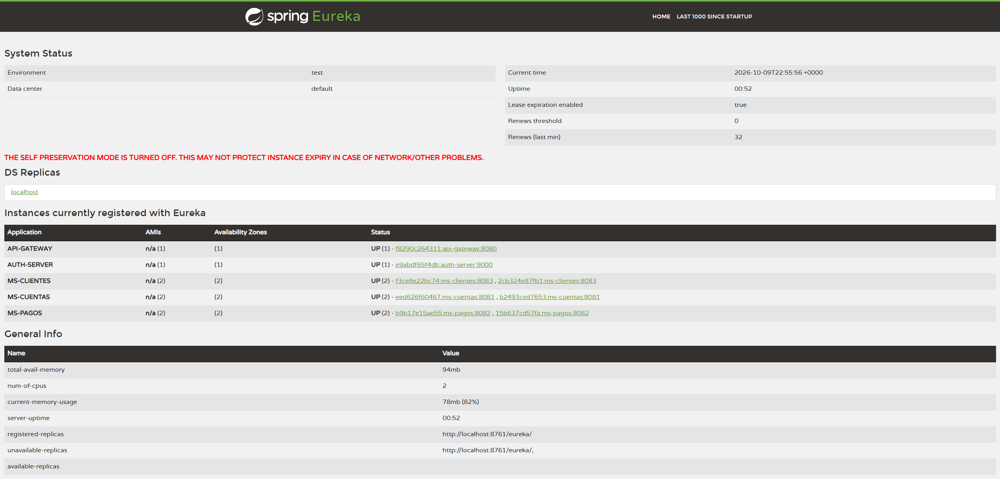 spring Eureka
HOME LAST 1000 SINCE STARTUP
System Status
Environment test
Data center default
Current time 2026-10-09T22:55:56 +0000
Uptime 00:52
Lease expiration enabled true
Renews threshold 0
Renews (last min) 32
THE SELF PRESERVATION MODE IS TURNED OFF. THIS MAY NOT PROTECT INSTANCE EXPIRY IN CASE OF NETWORK/OTHER PROBLEMS.
DS Replicas
localhost
Instances currently registered with Eureka
Application AMIs Availability Zones Status
API-GATEWAY n/a (1) (1) UP (1) - f8290c264311:api-gateway:8080
AUTH-SERVER n/a (1) (1) UP (1) - e9abdf65f4db:auth-server:9000
MS-CLIENTES n/a (2) (2) UP (2) - f3ce8e22bc74:ms-clientes:8083 , 2cb324e87fb1:ms-clientes:8083
MS-CUENTAS n/a (2) (2) UP (2) - eed626f60467:ms-cuentas:8081 , b2493ced7653:ms-cuentas:8081
MS-PAGOS n/a (2) (2) UP (2) - b9b17e15ae55:ms-pagos:8082 , 15b637cd57fa:ms-pagos:8082
General Info
Name Value
total-avail-memory 94mb
num-of-cpus 2
current-memory-usage 78mb (82%)
server-uptime 00:52
registered-replicas http://localhost:8761/eureka/
unavailable-replicas http://localhost:8761/eureka/,
available-replicas